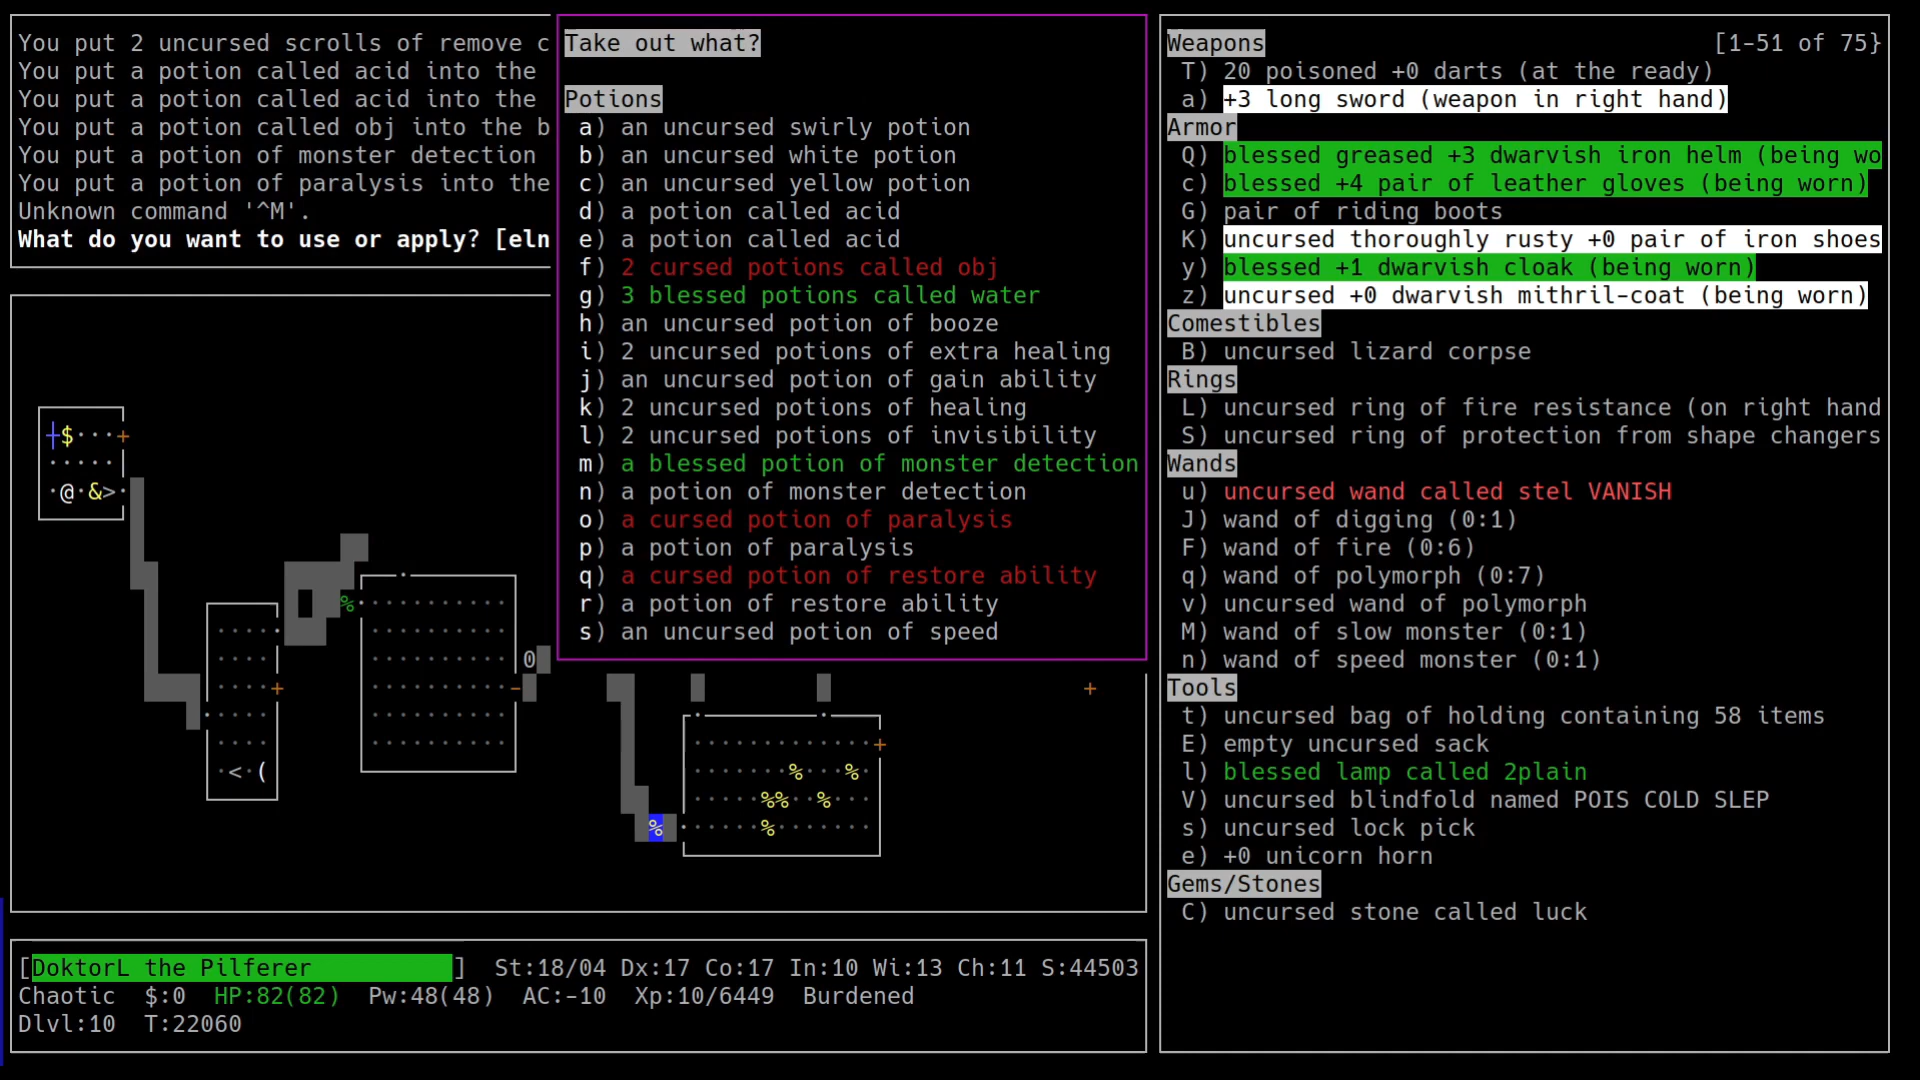 You put 2 uncursed scrolls of remove c
You put a potion called acid into the
You put a potion called acid into the
You put a potion called obj into the b
You put a potion of monster detection
You put a potion of paralysis into the
Unknown command '^M'.
What do you want to use or apply? [eln
Take out what?
Potions
a) an uncursed swirly potion
b) an uncursed white potion
c) an uncursed yellow potion
d) a potion called acid
e) a potion called acid
f) 2 cursed potions called obj
g) 3 blessed potions called water
h) an uncursed potion of booze
i) 2 uncursed potions of extra healing
j) an uncursed potion of gain ability
k) 2 uncursed potions of healing
l) 2 uncursed potions of invisibility
m) a blessed potion of monster detection
n) a potion of monster detection
o) a cursed potion of paralysis
p) a potion of paralysis
q) a cursed potion of restore ability
r) a potion of restore ability
s) an uncursed potion of speed
Weapons [1-51 of 75}
T) 20 poisoned +0 darts (at the ready)
a) +3 long sword (weapon in right hand)
Armor
Q) blessed greased +3 dwarvish iron helm (being wo
c) blessed +4 pair of leather gloves (being worn)
G) pair of riding boots
K) uncursed thoroughly rusty +0 pair of iron shoes
y) blessed +1 dwarvish cloak (being worn)
z) uncursed +0 dwarvish mithril-coat (being worn)
Comestibles
B) uncursed lizard corpse
Rings
L) uncursed ring of fire resistance (on right hand
S) uncursed ring of protection from shape changers
Wands
u) uncursed wand called stel VANISH
J) wand of digging (0:1)
F) wand of fire (0:6)
q) wand of polymorph (0:7)
v) uncursed wand of polymorph
M) wand of slow monster (0:1)
n) wand of speed monster (0:1)
Tools
t) uncursed bag of holding containing 58 items
E) empty uncursed sack
l) blessed lamp called 2plain
V) uncursed blindfold named POIS COLD SLEP
s) uncursed lock pick
e) +0 unicorn horn
Gems/Stones
C) uncursed stone called luck
[DoktorL the Pilferer ] St:18/04 Dx:17 Co:17 In:10 Wi:13 Ch:11 S:44503
Chaotic $:0 HP:82(82) Pw:48(48) AC:-10 Xp:10/6449 Burdened
Dlvl:10 T:22060